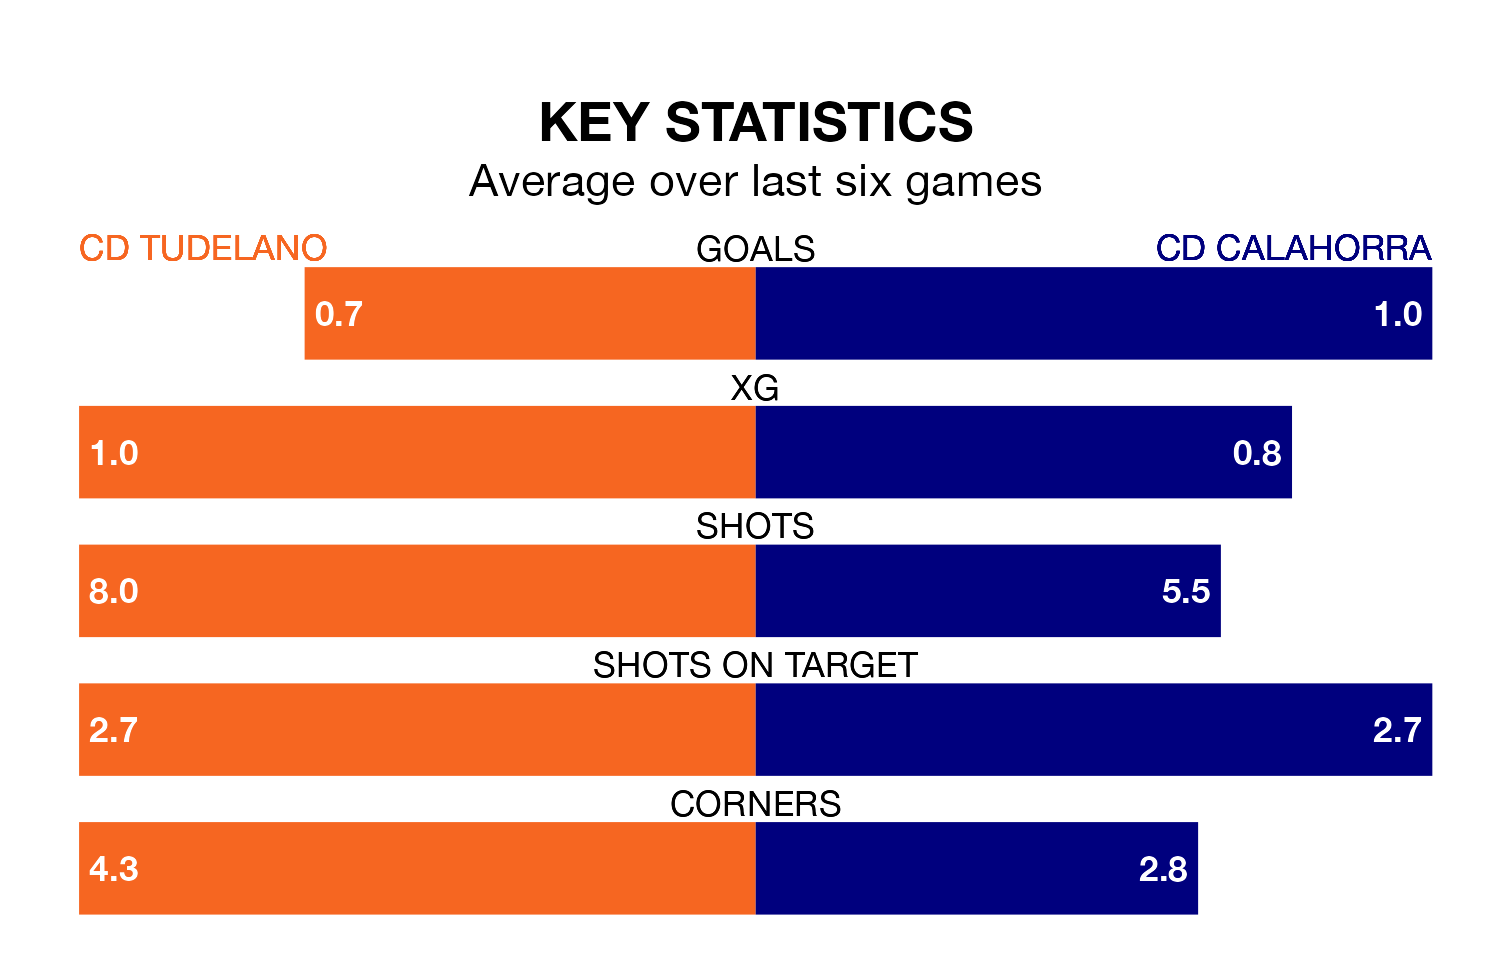 KEY STATISTICS
Average over last six games
CD TUDELANO GOALS CD CALAHORRA
0.7 1.0
XG
1.0 0.8
SHOTS
8.0 5.5
SHOTS ON TARGET
2.7 2.7
CORNERS
4.3 2.8